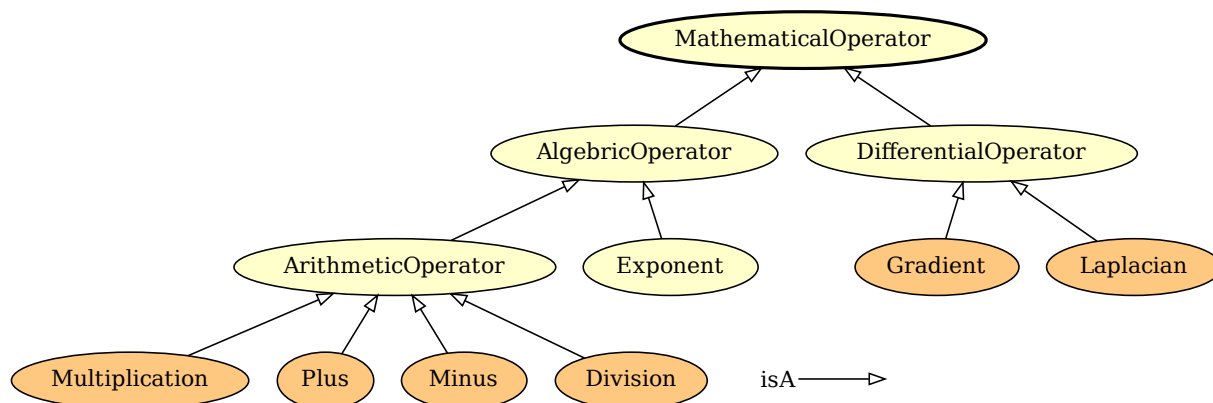 MathematicalOperator
AlgebricOperator
DifferentialOperator
ArithmeticOperator
Exponent
Gradient
Laplacian
Multiplication
Plus
Minus
Division
isA